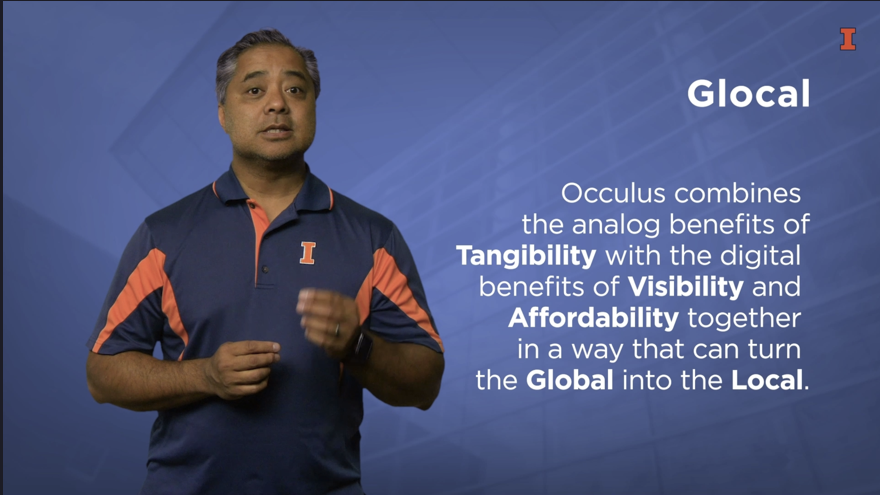 I
Glocal
Occulus combines
the analog benefits of
Tangibility with the digital
benefits of Visibility and
Affordability together
in a way that can turn
the Global into the Local.
I